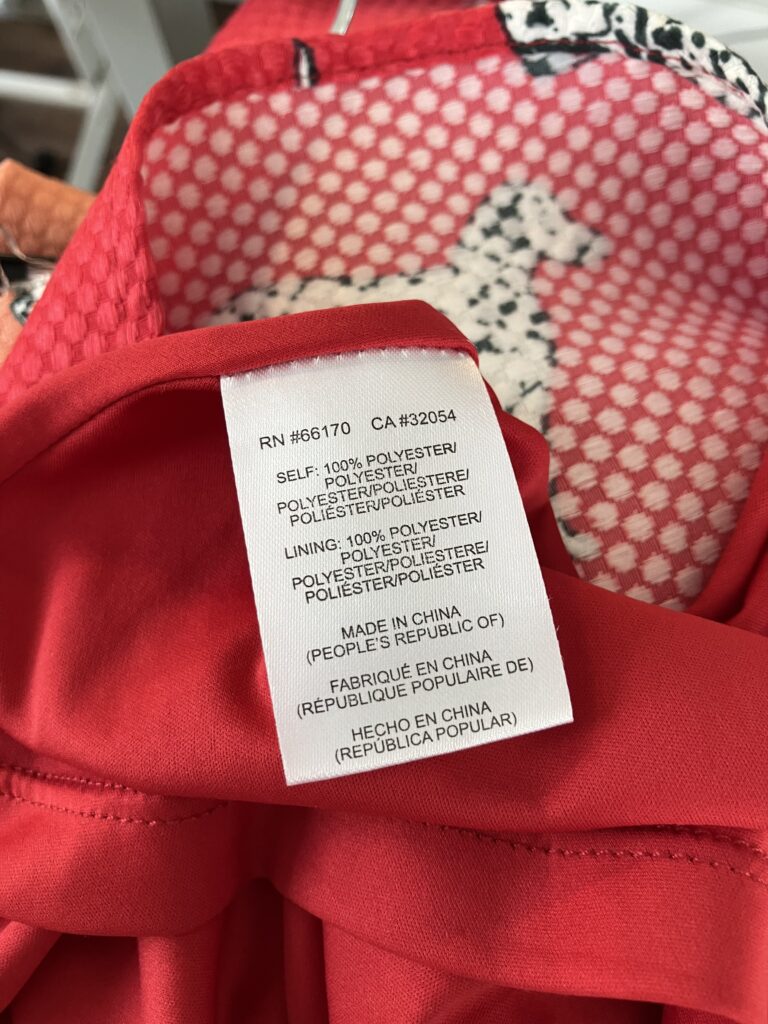 RN #66170 CA #32054
SELF: 100% POLYESTER/
POLYESTER/
POLYESTER/POLIESTERE/
POLIÉSTER/POLIÉSTER
LINING: 100% POLYESTER/
POLYESTER/
POLYESTER/POLIESTERE/
POLIÉSTER/POLIÉSTER
MADE IN CHINA
(PEOPLE'S REPUBLIC OF)
FABRIQUÉ EN CHINA
(RÉPUBLIQUE POPULAIRE DE)
HECHO EN CHINA
(REPÚBLICA POPULAR)